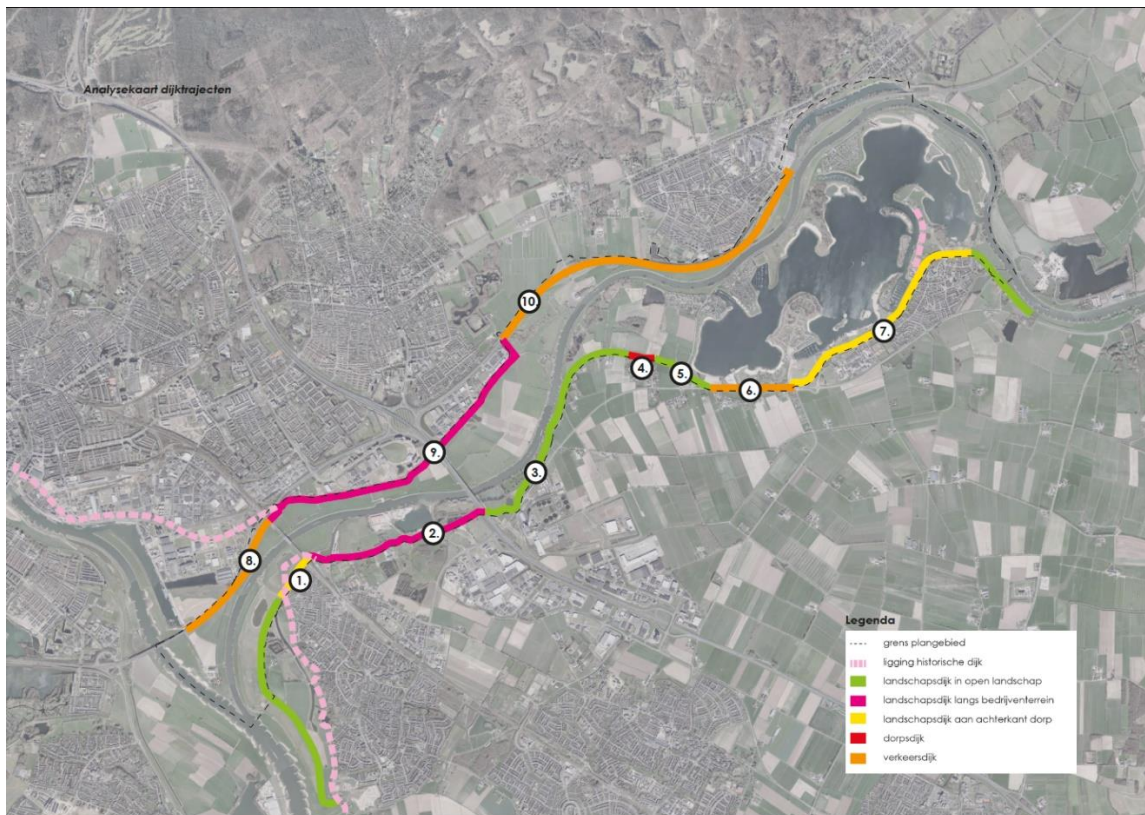 Analysekaart dijktrajecten
10.
7.
4.
5.
6.
9.
3.
2.
8.
1.
Legenda
grens plangebied
ligging historische dijk
landschapsdijk in open landschap
landschapsdijk langs bedrijventerrein
landschapsdijk aan achterkant dorp
dorpsdijk
verkeersdijk